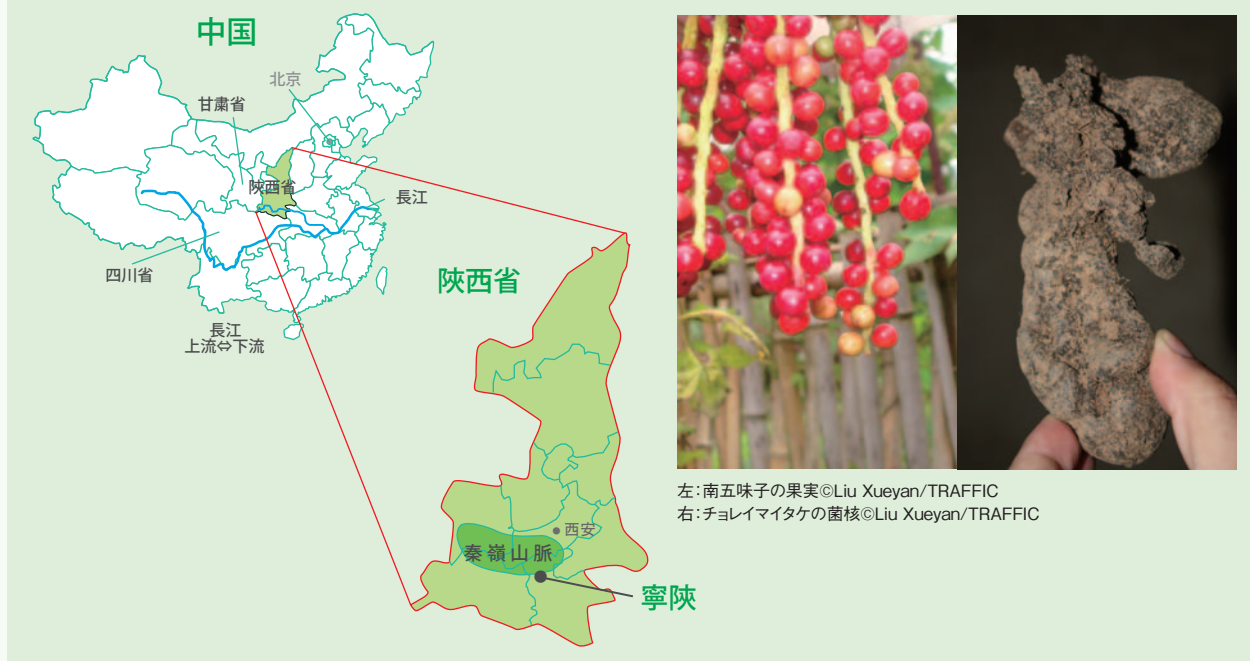 中国
北京
甘粛省
陝西省
長江
四川省
長江
上流⇔下流
陝西省
西安
秦嶺山脈
寧陝
左：南五味子の果実©Liu Xueyan/TRAFFIC
右：チョレイマイタケの菌核©Liu Xueyan/TRAFFIC